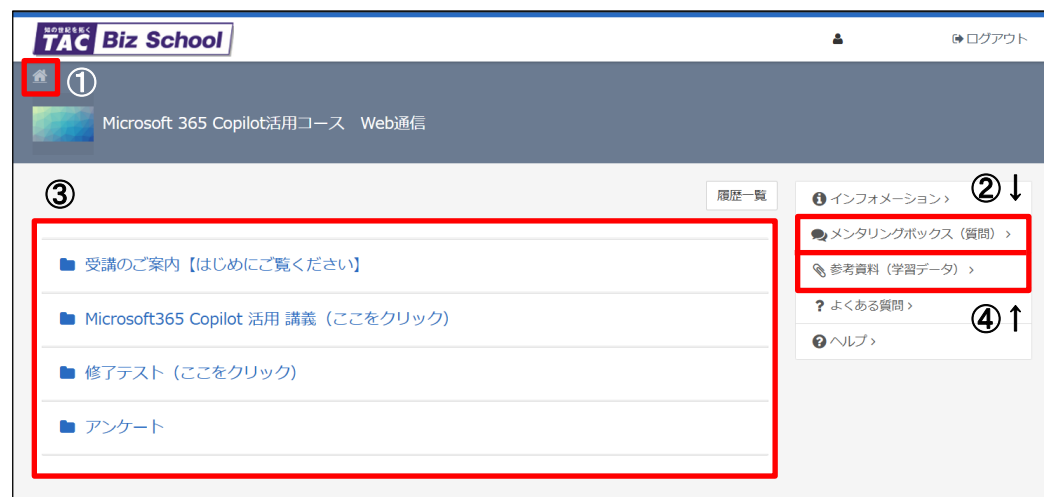 知の世紀を拓く
TAC Biz School
ログアウト
①
Microsoft 365 Copilot活用コース　Web通信
③
履歴一覧
受講のご案内【はじめにご覧ください】
Microsoft365 Copilot 活用 講義（ここをクリック）
修了テスト（ここをクリック）
アンケート
②↓
インフォメーション ›
メンタリングボックス（質問） ›
参考資料（学習データ） ›
よくある質問 ›
④↑
ヘルプ ›